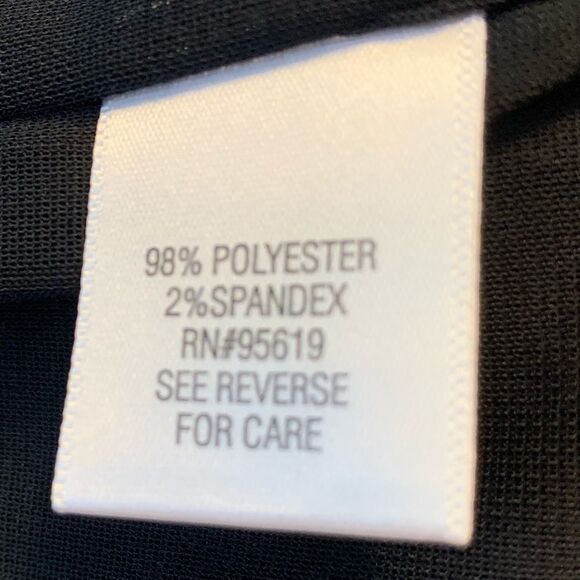 98% POLYESTER
2%SPANDEX
RN#95619
SEE REVERSE
FOR CARE